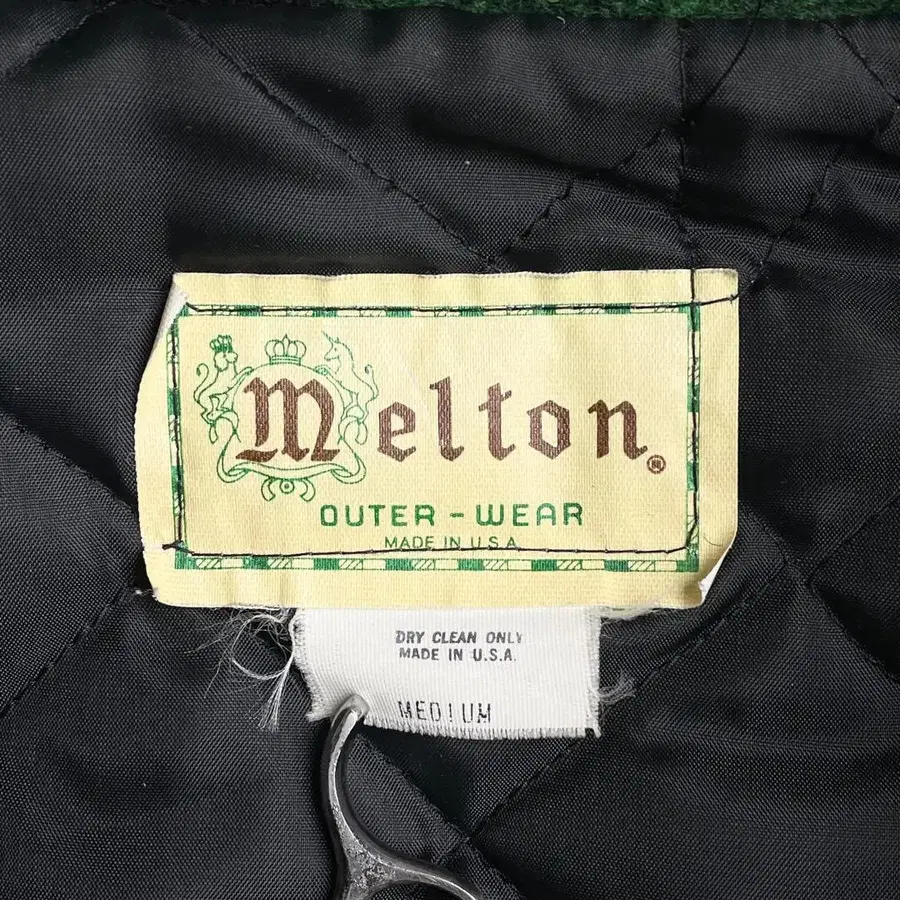 Melton®
OUTER-WEAR
MADE IN U.S.A.
DRY CLEAN ONLY
MADE IN U.S.A.
MEDIUM